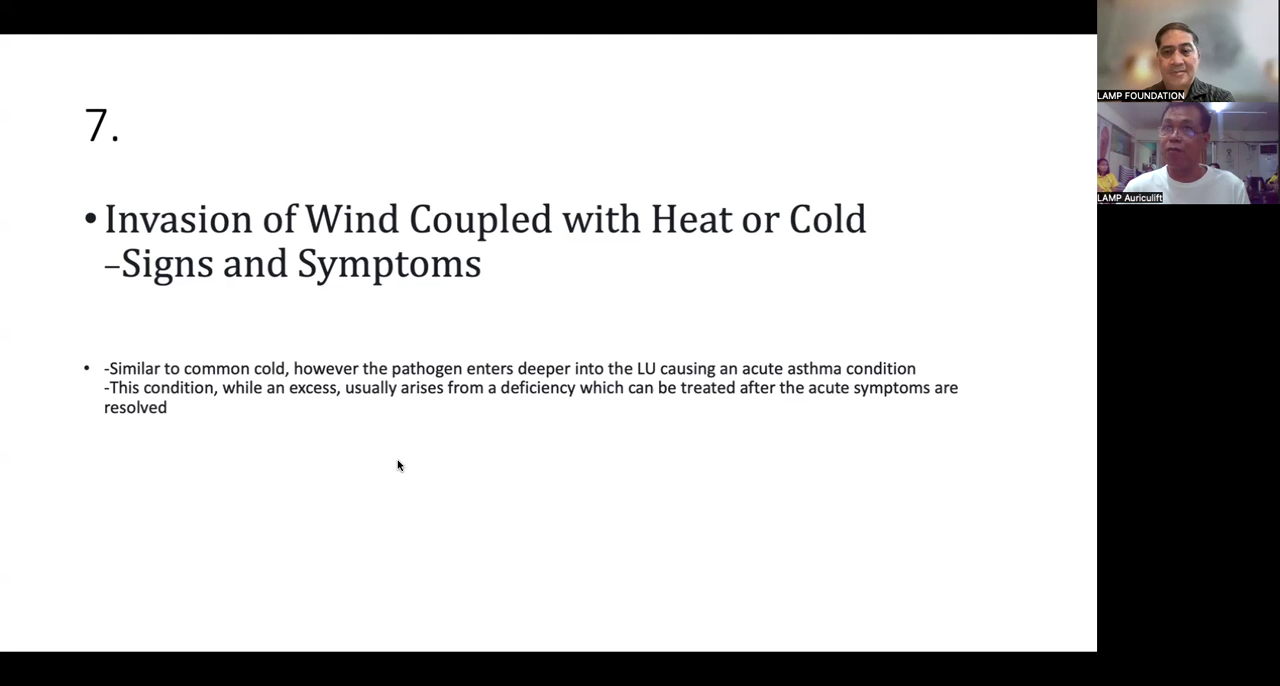 7.
• Invasion of Wind Coupled with Heat or Cold
–Signs and Symptoms
• -Similar to common cold, however the pathogen enters deeper into the LU causing an acute asthma condition
-This condition, while an excess, usually arises from a deficiency which can be treated after the acute symptoms are
resolved
LAMP FOUNDATION
LAMP Auriculift